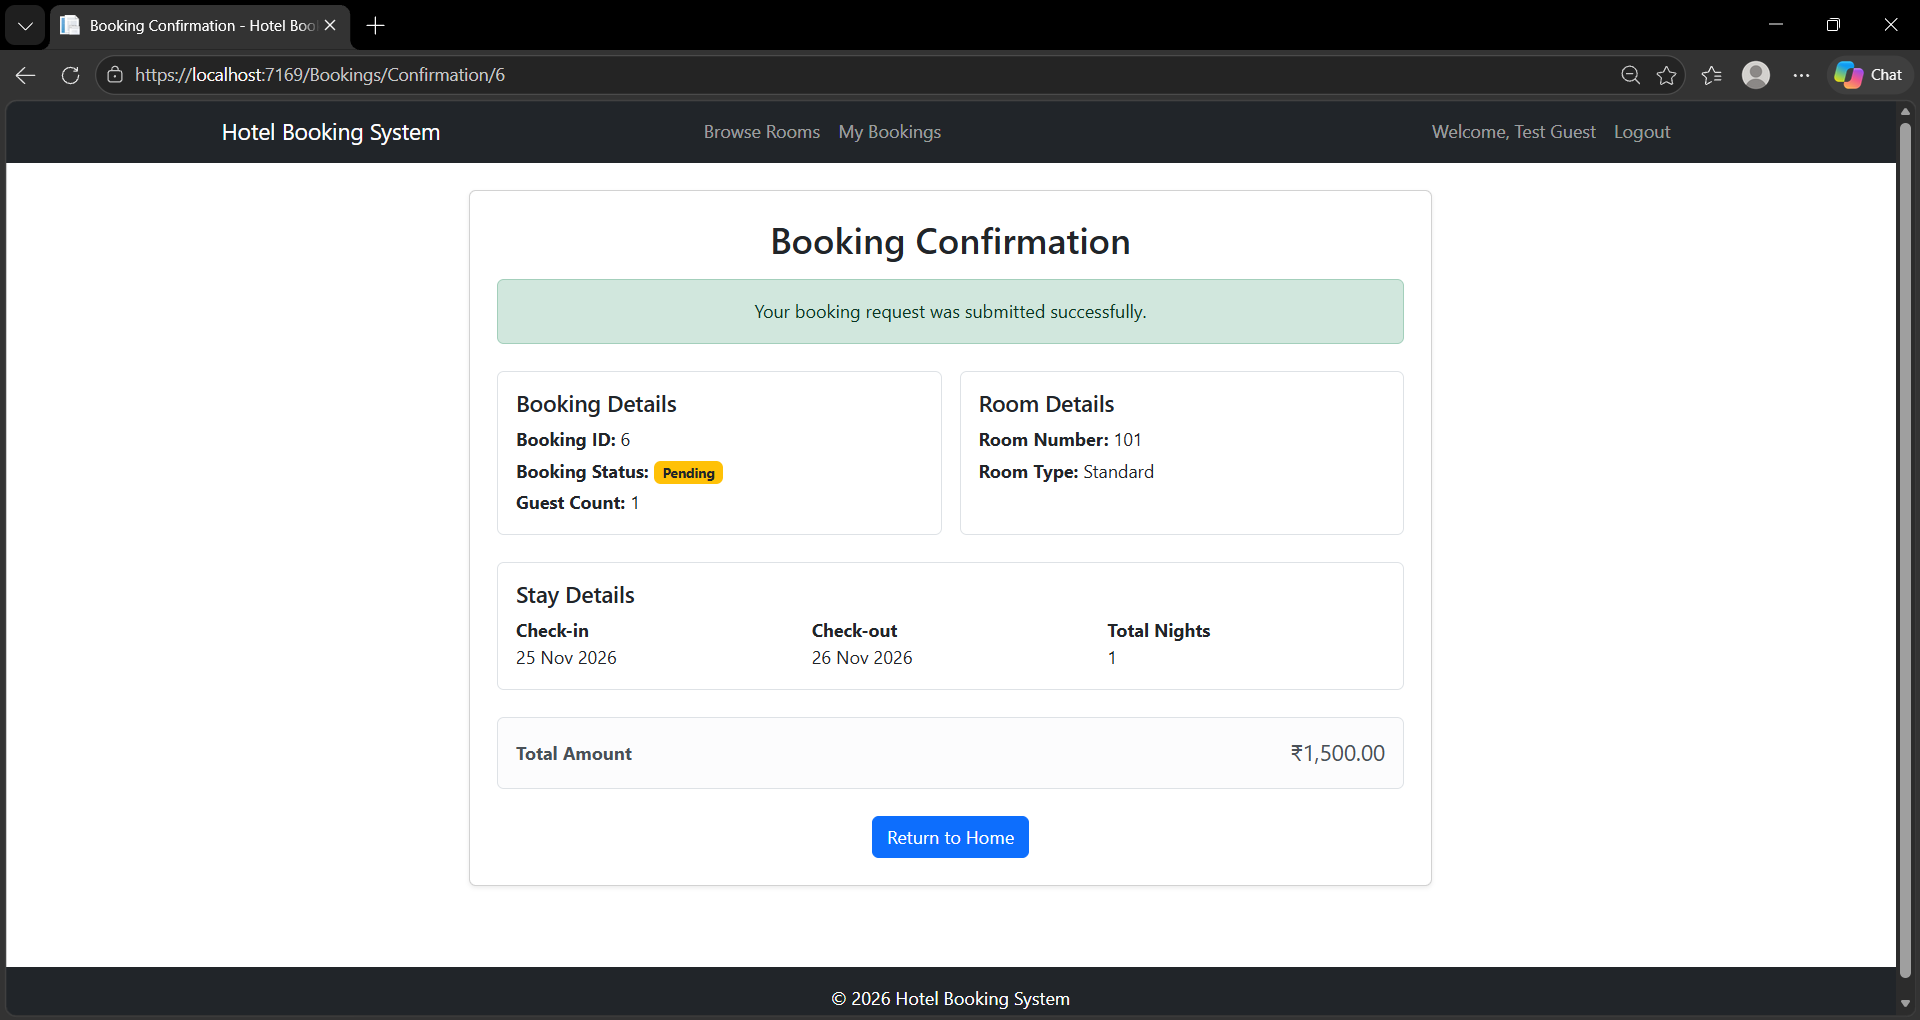 Booking Confirmation - Hotel Boo
https://localhost:7169/Bookings/Confirmation/6
Chat
Hotel Booking System
Browse Rooms
My Bookings
Welcome, Test Guest
Logout
Booking Confirmation
Your booking request was submitted successfully.
Booking Details
Booking ID: 6
Booking Status: Pending
Guest Count: 1
Room Details
Room Number: 101
Room Type: Standard
Stay Details
Check-in
25 Nov 2026
Check-out
26 Nov 2026
Total Nights
1
Total Amount
₹1,500.00
Return to Home
© 2026 Hotel Booking System